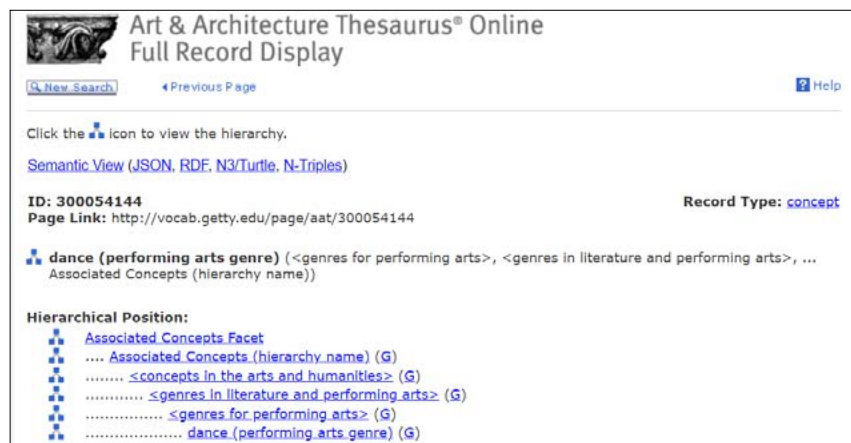 Art & Architecture Thesaurus® Online
Full Record Display
New Search
Previous Page
Help
Click the icon to view the hierarchy.
Semantic View (JSON, RDF, N3/Turtle, N-Triples)
ID: 300054144
Record Type: concept
Page Link: http://vocab.getty.edu/page/aat/300054144
dance (performing arts genre) (<genres for performing arts>, <genres in literature and performing arts>, ...
Associated Concepts (hierarchy name))
Hierarchical Position:
Associated Concepts Facet
.... Associated Concepts (hierarchy name) (G)
........ <concepts in the arts and humanities> (G)
............ <genres in literature and performing arts> (G)
................ <genres for performing arts> (G)
.................... dance (performing arts genre) (G)